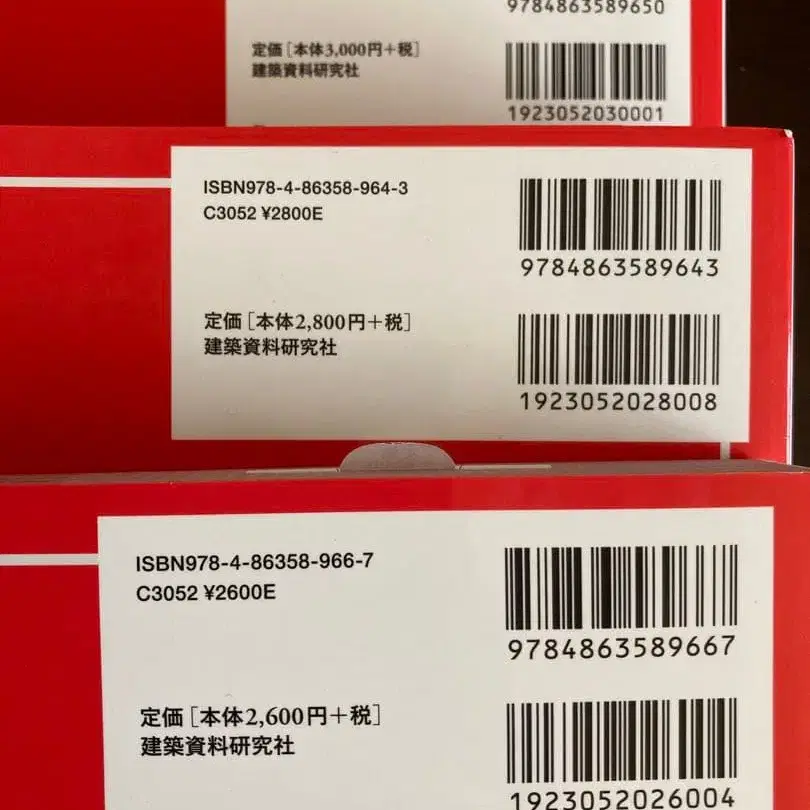 9784863589650
定価［本体3,000円＋税］
建築資料研究社
1923052030001
ISBN978-4-86358-964-3
C3052 ¥2800E
9784863589643
定価［本体2,800円＋税］
建築資料研究社
1923052028008
ISBN978-4-86358-966-7
C3052 ¥2600E
9784863589667
定価［本体2,600円＋税］
建築資料研究社
1923052026004